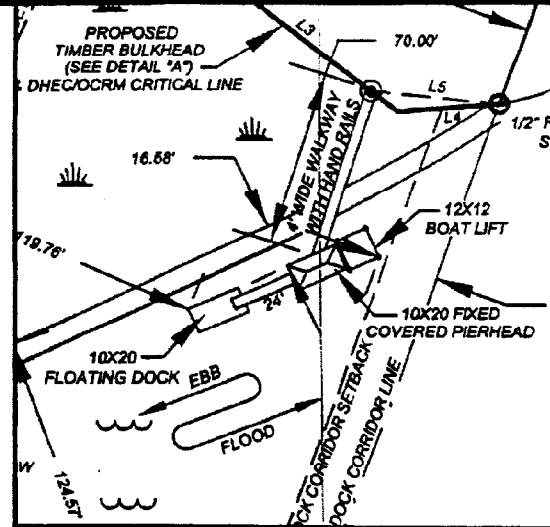 PROPOSED
TIMBER BULKHEAD
(SEE DETAIL "A")
DHEC/OCRM CRITICAL LINE
L3
70.00'
L5
L4
1/2" F
S
16.58'
4' WIDE WALKWAY
WITH HAND RAILS
12X12
BOAT LIFT
119.76'
24'
10X20 FIXED
COVERED PIERHEAD
10X20
FLOATING DOCK
EBB
FLOOD
W
124.57'
OCK CORRIDOR SETBACK
DOCK CORRIDOR LINE